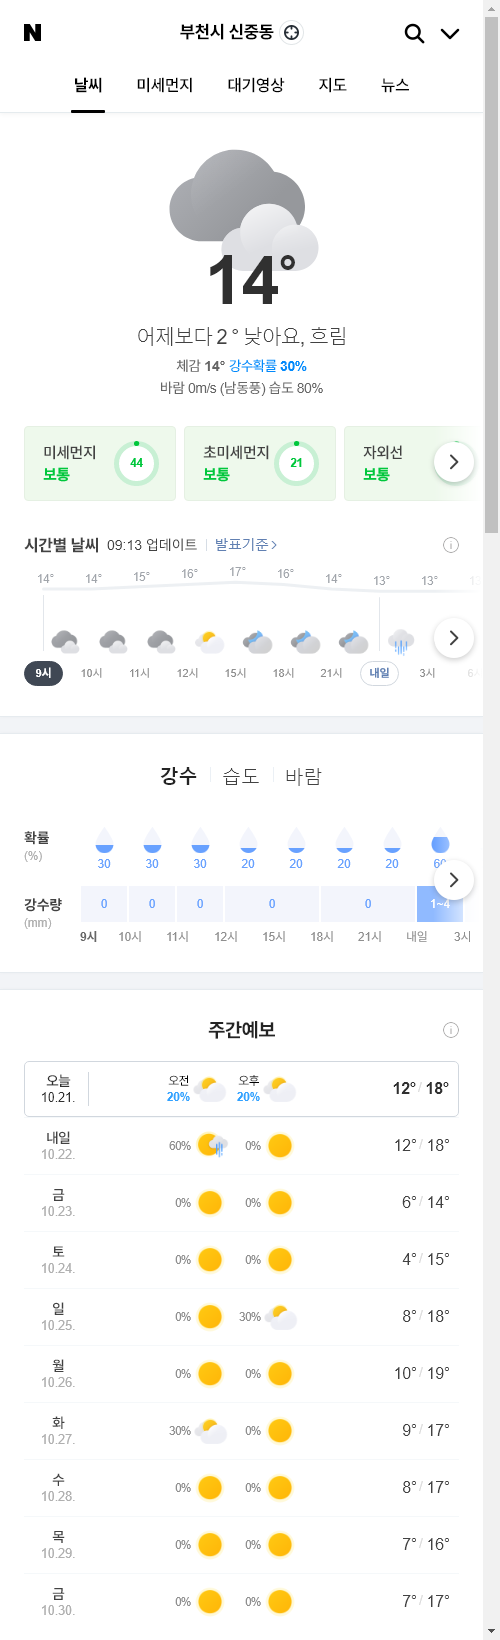 N
부천시 신중동
날씨 미세먼지 대기영상 지도 뉴스
14°
어제보다 2 ° 낮아요, 흐림
체감 14° 강수확률 30%
바람 0m/s (남동풍) 습도 80%
미세먼지 보통 44
초미세먼지 보통 21
자외선 보통
시간별 날씨 09:13 업데이트 발표기준
14° 14° 15° 16° 17° 16° 14° 13° 13° 13
9시 10시 11시 12시 15시 18시 21시 내일 3시
강수 습도 바람
확률 (%)
30 30 30 20 20 20 20 60
강수량 (mm)
0 0 0 0 0 1~4
9시 10시 11시 12시 15시 18시 21시 내일 3시
주간예보
오늘 10.21. 오전 20% 오후 20% 12° / 18°
내일 10.22. 60% 0% 12° / 18°
금 10.23. 0% 0% 6° / 14°
토 10.24. 0% 0% 4° / 15°
일 10.25. 0% 30% 8° / 18°
월 10.26. 0% 0% 10° / 19°
화 10.27. 30% 0% 9° / 17°
수 10.28. 0% 0% 8° / 17°
목 10.29. 0% 0% 7° / 16°
금 10.30. 0% 0% 7° / 17°